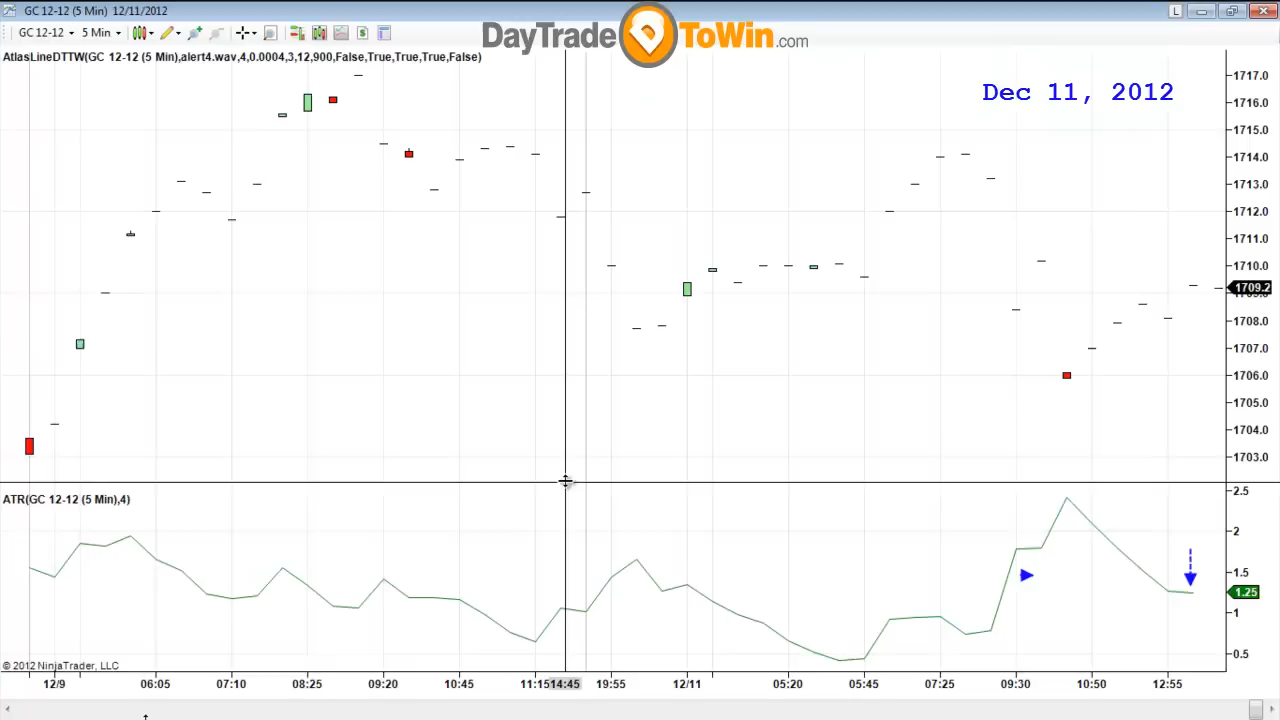 GC 12-12 (5 Min) 12/11/2012
L
GC 12-12 5 Min
DayTradeToWin.com
AtlasLineDTTW(GC 12-12 (5 Min),alert4.wav,4,0.0004,3,12,900,False,True,True,True,False)
Dec 11, 2012
1717.0
1716.0
1715.0
1714.0
1713.0
1712.0
1711.0
1710.0
1709.2
1708.0
1707.0
1706.0
1705.0
1704.0
1703.0
ATR(GC 12-12 (5 Min),4)
2.5
2
1.5
1.25
1
0.5
© 2012 NinjaTrader, LLC
12/9 06:05 07:10 08:25 09:20 10:45 11:15 14:45 19:55 12/11 05:20 05:45 07:25 09:30 10:50 12:55